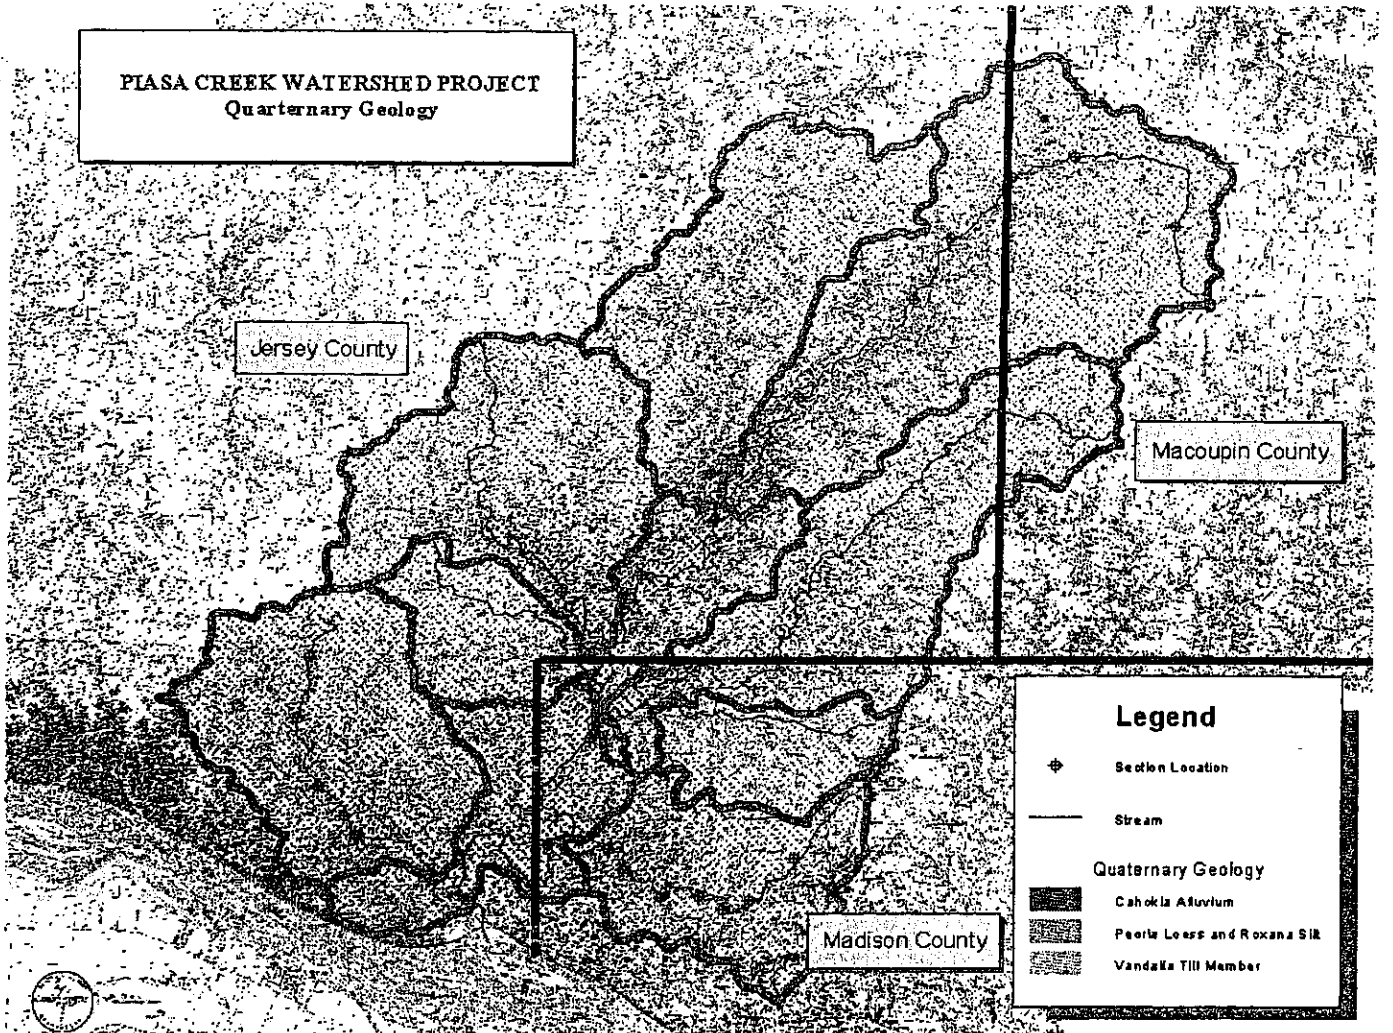 PIASA CREEK WATERSHED PROJECT
Quarternary Geology
Jersey County
Macoupin County
Madison County
Legend
Section Location
Stream
Quaternary Geology
Cahokia Alluvium
Peoria Loess and Roxana Silt
Vandalia Till Member